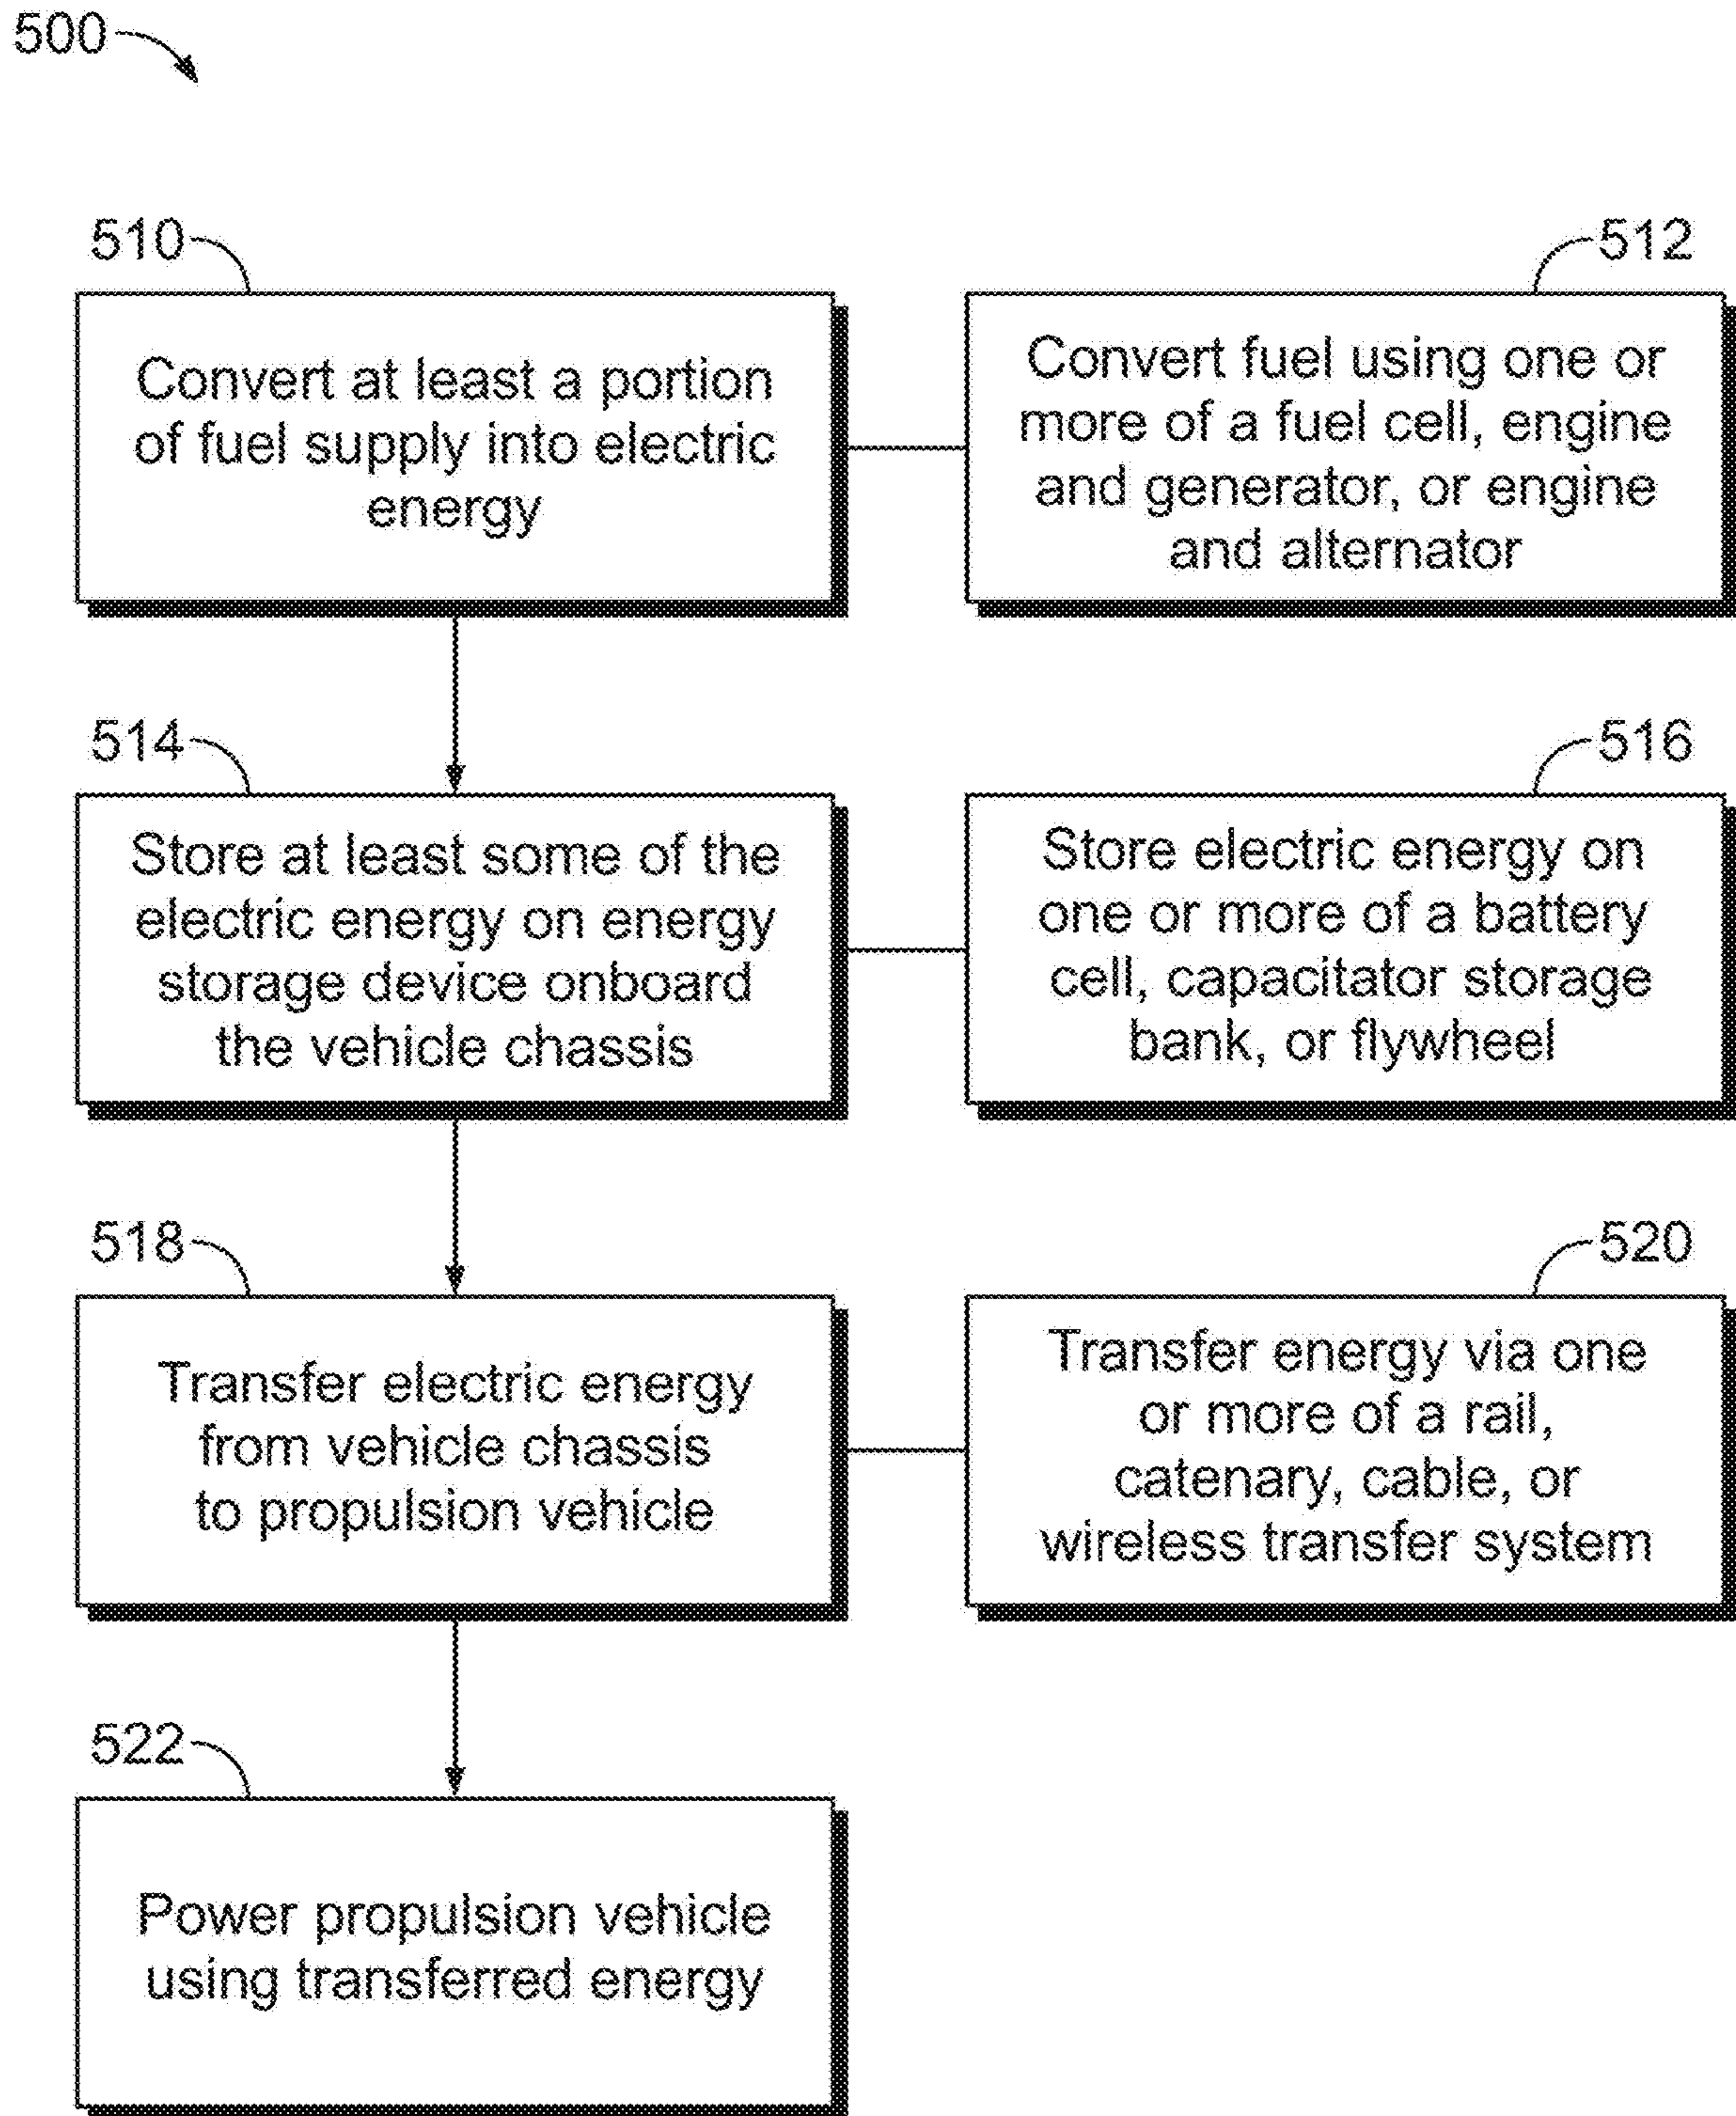 500
510
Convert at least a portion
of fuel supply into electric
energy
512
Convert fuel using one or
more of a fuel cell, engine
and generator, or engine
and alternator
514
Store at least some of the
electric energy on energy
storage device onboard
the vehicle chassis
516
Store electric energy on
one or more of a battery
cell, capacitator storage
bank, or flywheel
518
Transfer electric energy
from vehicle chassis
to propulsion vehicle
520
Transfer energy via one
or more of a rail,
catenary, cable, or
wireless transfer system
522
Power propulsion vehicle
using transferred energy